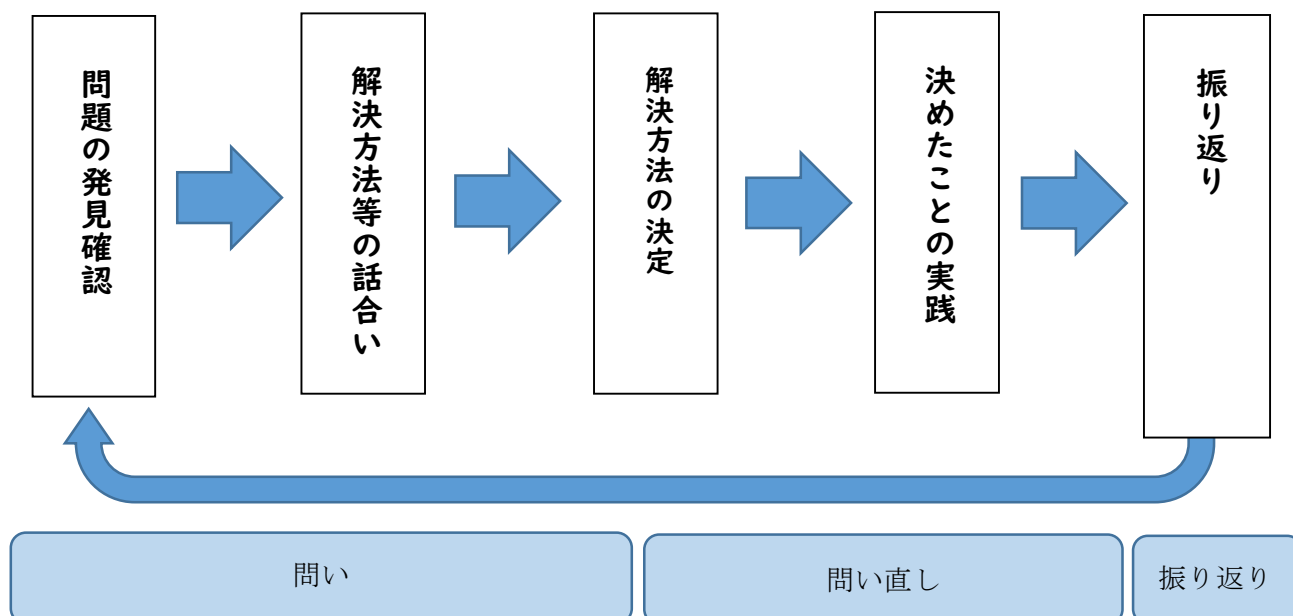 問題の発見確認
解決方法等の話合い
解決方法の決定
決めたことの実践
振り返り
問い
問い直し
振り返り